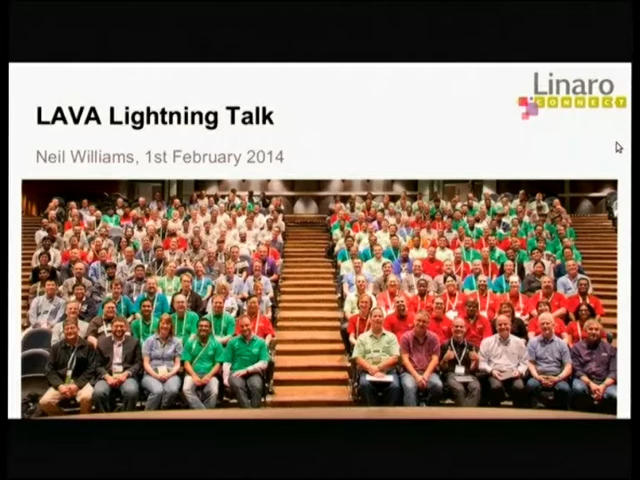 Linaro
CONNECT
LAVA Lightning Talk
Neil Williams, 1st February 2014